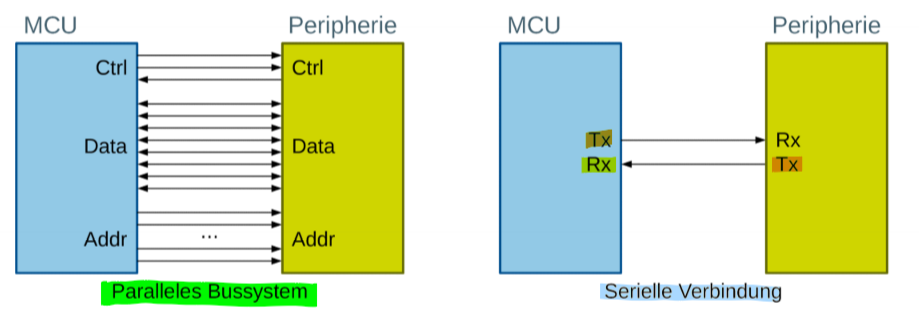 MCU
Peripherie
Ctrl
Ctrl
Data
Data
Addr
...
Addr
Paralleles Bussystem
MCU
Peripherie
Tx
Rx
Rx
Tx
Serielle Verbindung